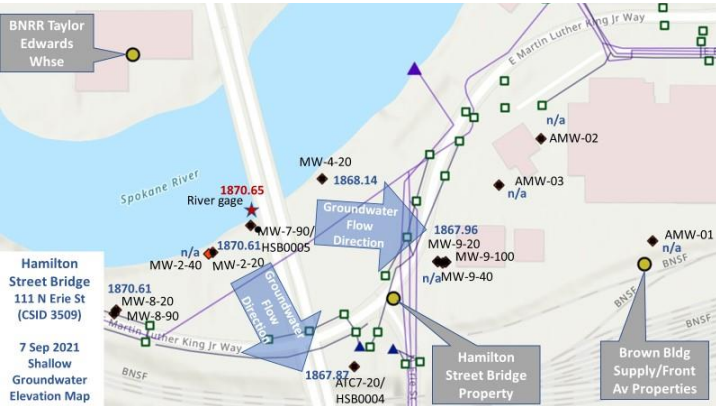 BNRR Taylor
Edwards
Whse
E Martin Luther King Jr Way
n/a
AMW-02
MW-4-20
1868.14
AMW-03
n/a
Spokane River
1870.65
River gage
Groundwater
Flow
Direction
MW-7-90/
HSB0005
1870.61
n/a
MW-2-40
MW-2-20
1867.96
MW-9-20
MW-9-100
n/a
MW-9-40
AMW-01
n/a
BNSF
BNSF
BNSF
Hamilton
Street Bridge
111 N Erie St
(CSID 3509)
7 Sep 2021
Shallow
Groundwater
Elevation Map
1870.61
MW-8-20
MW-8-90
Martin Luther King Jr Way
Groundwater
Flow
Direction
BNSF
BNSF
1867.87
ATC7-20/
HSB0004
Hamilton
Street Bridge
Property
Brown Bldg
Supply/Front
Av Properties